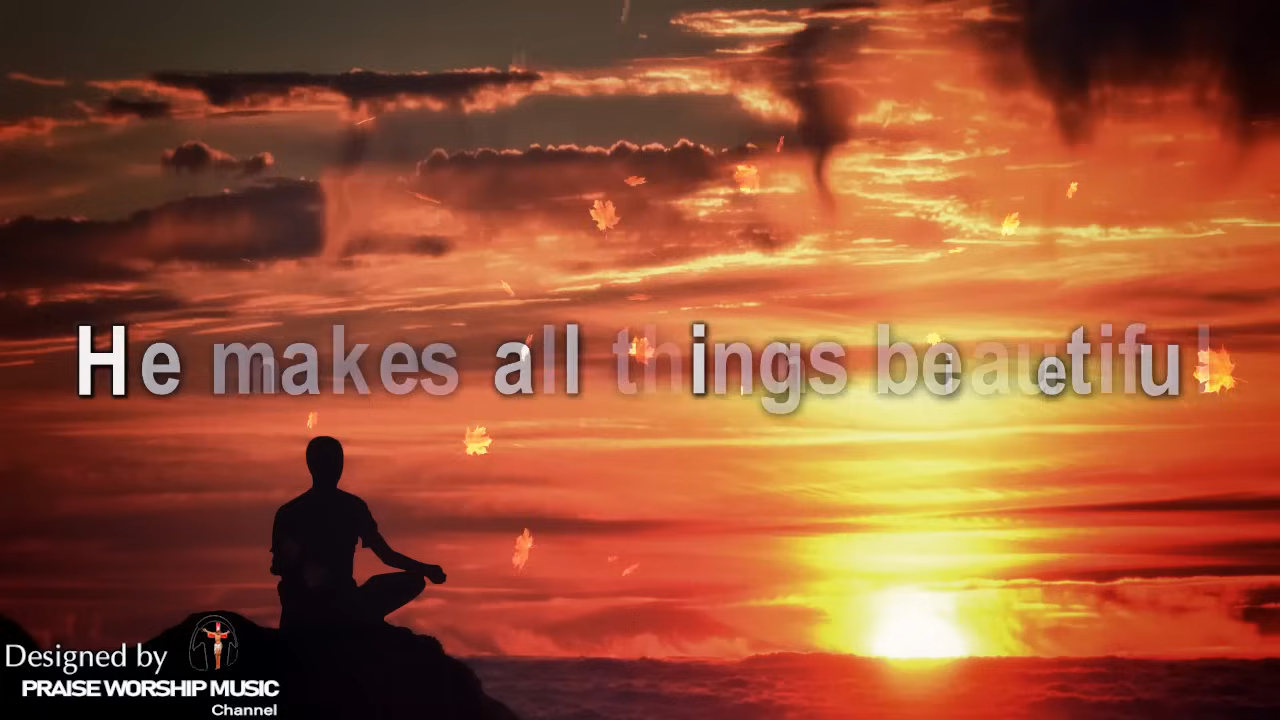 He makes all things beautiful
Designed by
PRAISE WORSHIP MUSIC
Channel